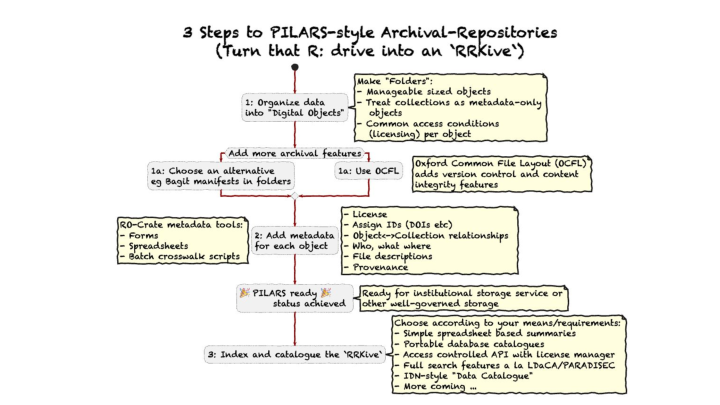 3 Steps to PILARS-style Archival-Repositories
(Turn that R: drive into an `RRKive`)
1: Organize data
into "Digital Objects"
Make "Folders":
- Manageable sized objects
- Treat collections as metadata-only
objects
- Common access conditions
(licensing) per object
Add more archival features
1a: Choose an alternative
eg Bagit manifests in folders
1a: Use OCFL
Oxford Common File Layout (OCFL)
adds version control and content
integrity features
RO-Crate metadata tools:
- Forms
- Spreadsheets
- Batch crosswalk scripts
2: Add metadata
for each object
- License
- Assign IDs (DOIs etc)
- Object<->Collection relationships
- Who, what where
- File descriptions
- Provenance
🎉 PILARS ready 🎉
status achieved
Ready for institutional storage service or
other well-governed storage
3: Index and catalogue the `RRKive`
Choose according to your means/requirements:
- Simple spreadsheet based summaries
- Portable database catalogues
- Access controlled API with license manager
- Full search features a la LDaCA/PARADISEC
- IDN-style "Data Catalogue"
- More coming ...